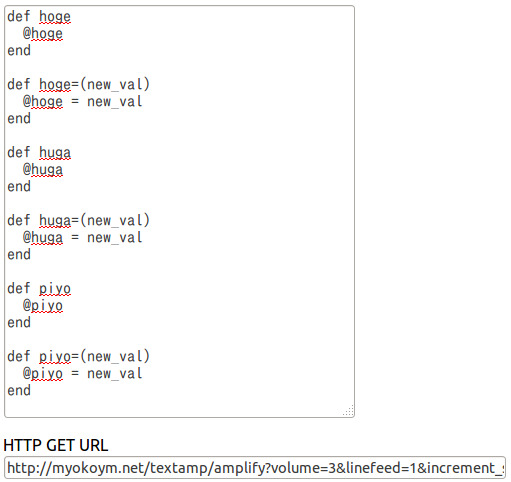 def hoge
  @hoge
end

def hoge=(new_val)
  @hoge = new_val
end

def huga
  @huga
end

def huga=(new_val)
  @huga = new_val
end

def piyo
  @piyo
end

def piyo=(new_val)
  @piyo = new_val
end

HTTP GET URL
http://myokoym.net/textamp/amplify?volume=3&linefeed=1&increment_s